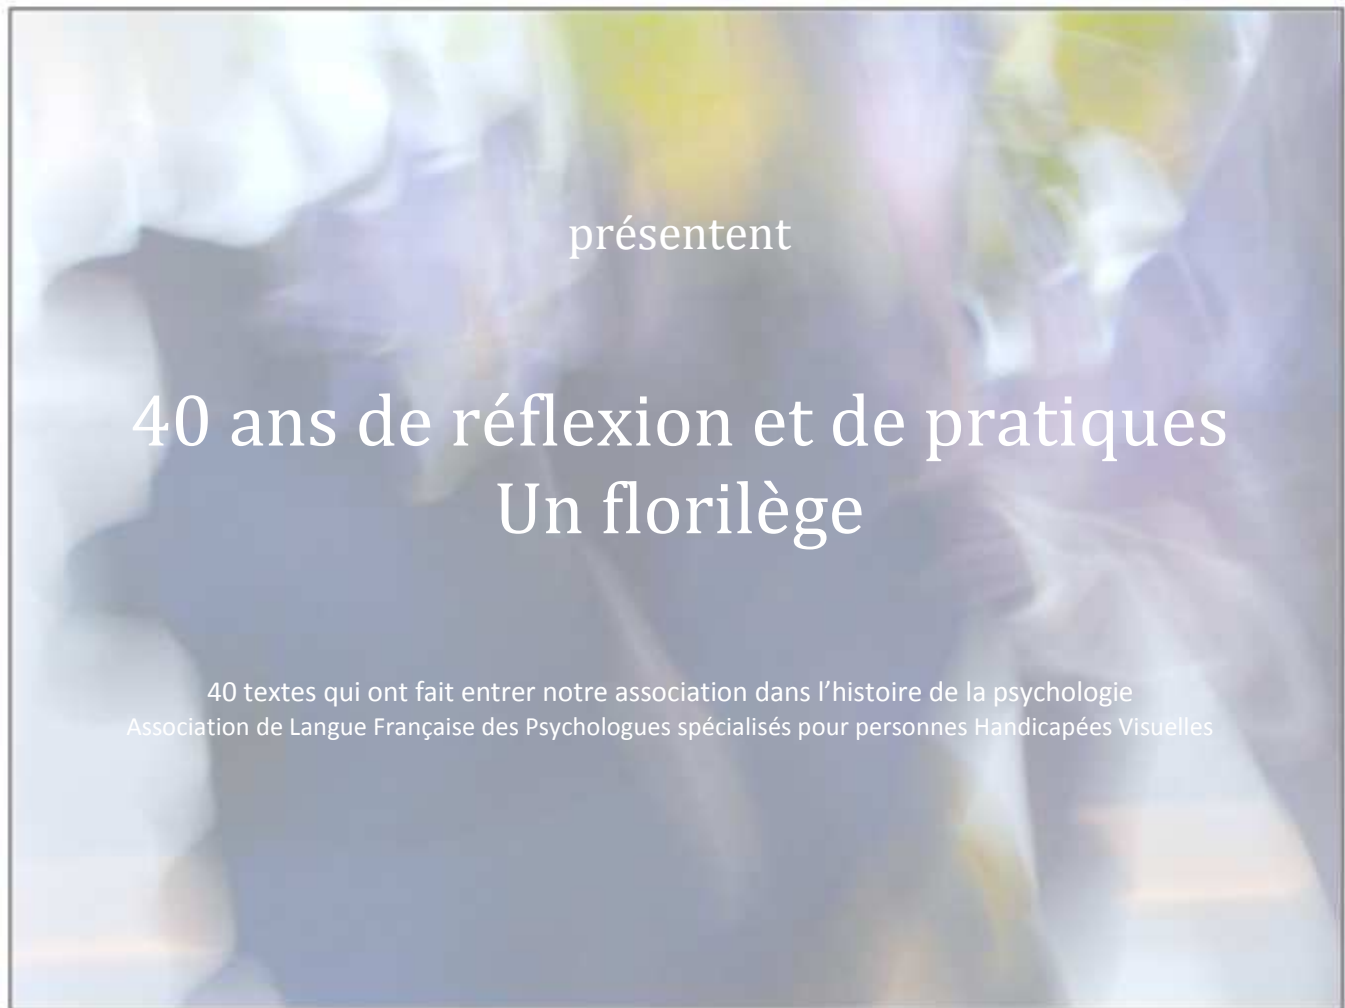 présentent
40 ans de réflexion et de pratiques
Un florilège
40 textes qui ont fait entrer notre association dans l’histoire de la psychologie
Association de Langue Française des Psychologues spécialisés pour personnes Handicapées Visuelles